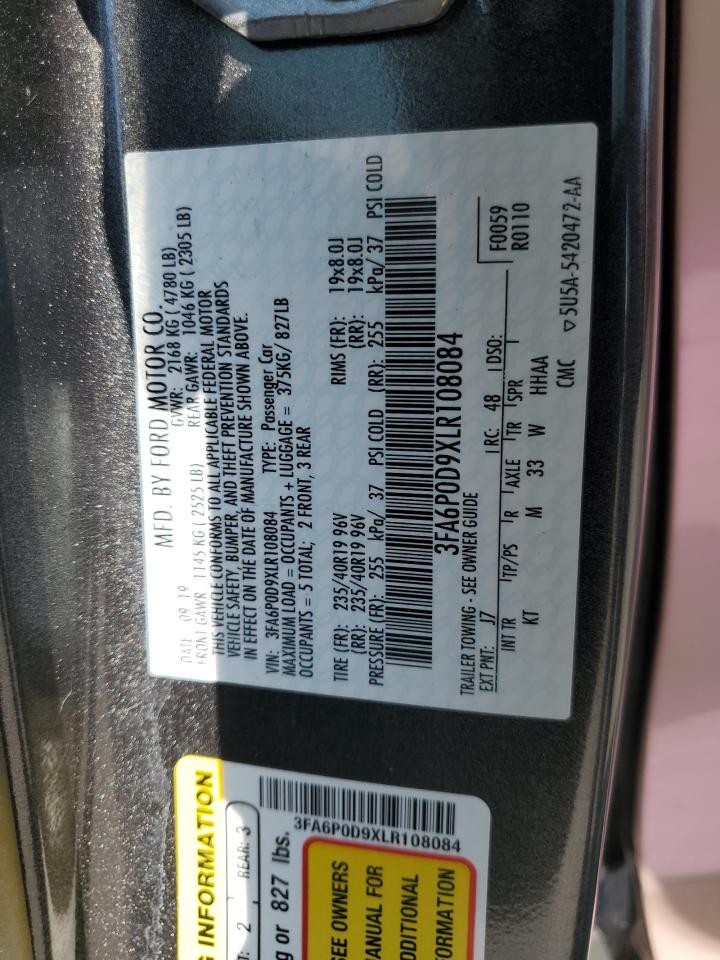 MFD. BY FORD MOTOR CO.
DATE: 09/19 GVWR: 2168 KG ( 4780 LB)
FRONT GAWR: 1145 KG ( 2525 LB) REAR GAWR: 1046 KG ( 2305 LB)
THIS VEHICLE CONFORMS TO ALL APPLICABLE FEDERAL MOTOR
VEHICLE SAFETY, BUMPER, AND THEFT PREVENTION STANDARDS
IN EFFECT ON THE DATE OF MANUFACTURE SHOWN ABOVE.
VIN: 3FA6P0D9XLR108084 TYPE: Passenger Car
MAXIMUM LOAD = OCCUPANTS + LUGGAGE = 375KG/ 827LB
OCCUPANTS = 5 TOTAL; 2 FRONT, 3 REAR
TIRE (FR): 235/40R19 96V RIMS (FR): 19x8.0J
(RR): 235/40R19 96V (RR): 19x8.0J
PRESSURE (FR): 255 kPa/ 37 PSI COLD (RR): 255 kPa/ 37 PSI COLD
3FA6P0D9XLR108084
TRAILER TOWING - SEE OWNER GUIDE
EXT PNT: J7 RC: 48 DSO: F0059
R0110
INT TR TP/PS R AXLE TR SPR
KT M 33 W HHAA
CMC ▽5U5A-5420472-AA
G INFORMATION
T: 2 REAR: 3
g or 827 lbs.
3FA6P0D9XLR108084
SEE OWNERS
MANUAL FOR
ADDITIONAL
FORMATION